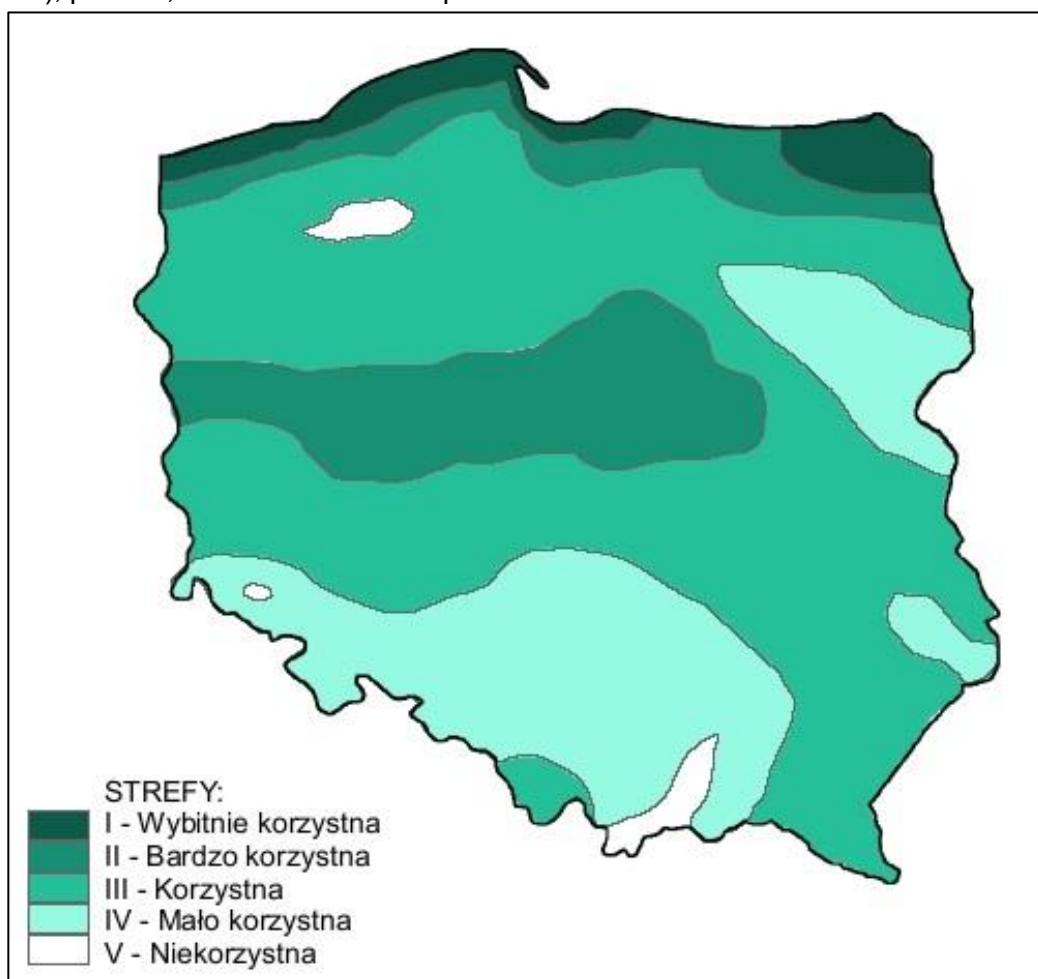 STREFY:
I - Wybitnie korzystna
II - Bardzo korzystna
III - Korzystna
IV - Mało korzystna
V - Niekorzystna